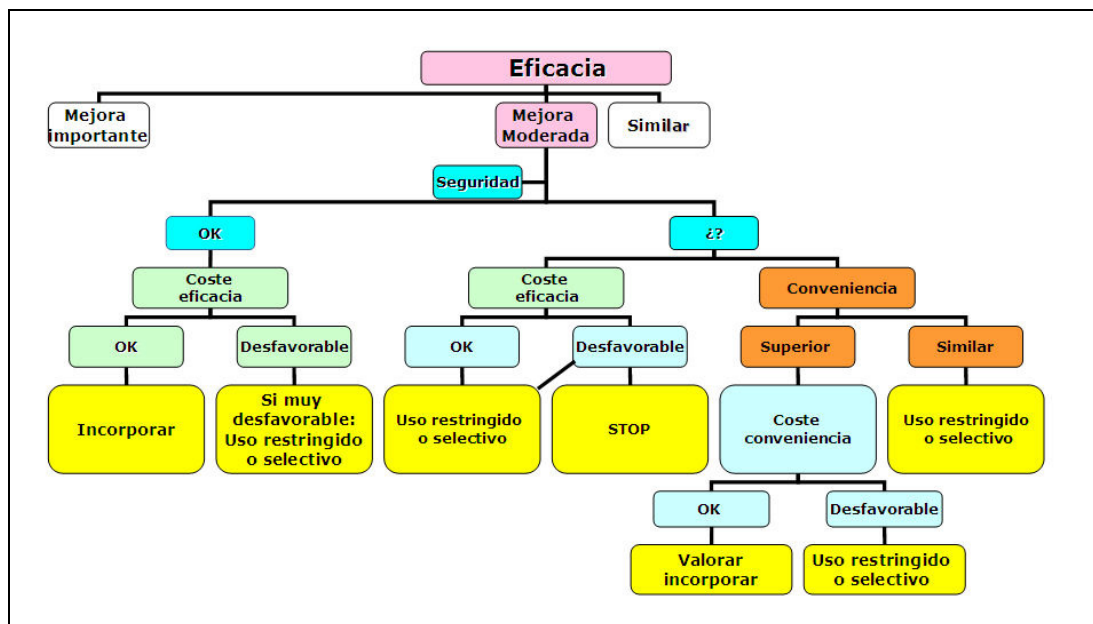 Eficacia
Mejora
importante
Mejora
Moderada
Similar
Seguridad
OK
¿?
Coste
eficacia
Coste
eficacia
Conveniencia
OK
Desfavorable
OK
Desfavorable
Superior
Similar
Incorporar
Si muy
desfavorable:
Uso restringido
o selectivo
Uso restringido
o selectivo
STOP
Coste
conveniencia
Uso restringido
o selectivo
OK
Desfavorable
Valorar
incorporar
Uso restringido
o selectivo